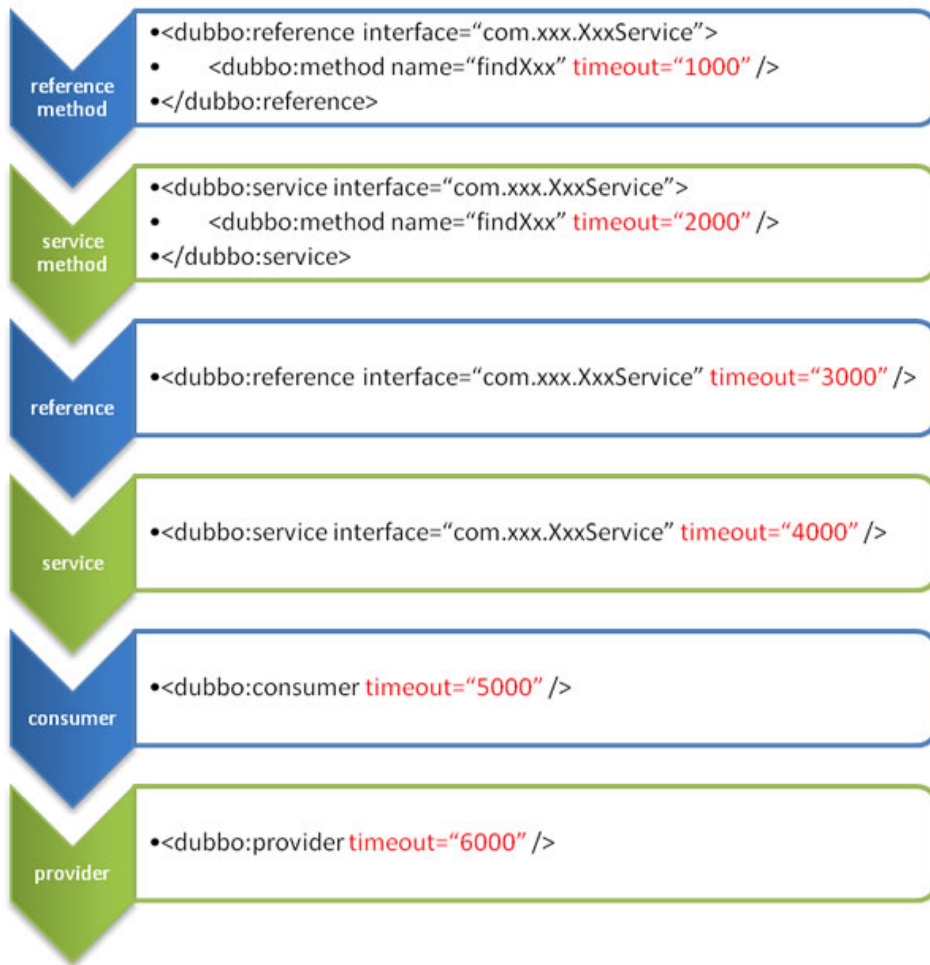 reference
method
•<dubbo:reference interface=“com.xxx.XxxService”>
• <dubbo:method name=“findXxx” timeout=“1000” />
•</dubbo:reference>
service
method
•<dubbo:service interface=“com.xxx.XxxService”>
• <dubbo:method name=“findXxx” timeout=“2000” />
•</dubbo:service>
reference
•<dubbo:reference interface=“com.xxx.XxxService” timeout=“3000” />
service
•<dubbo:service interface=“com.xxx.XxxService” timeout=“4000” />
consumer
•<dubbo:consumer timeout=“5000” />
provider
•<dubbo:provider timeout=“6000” />